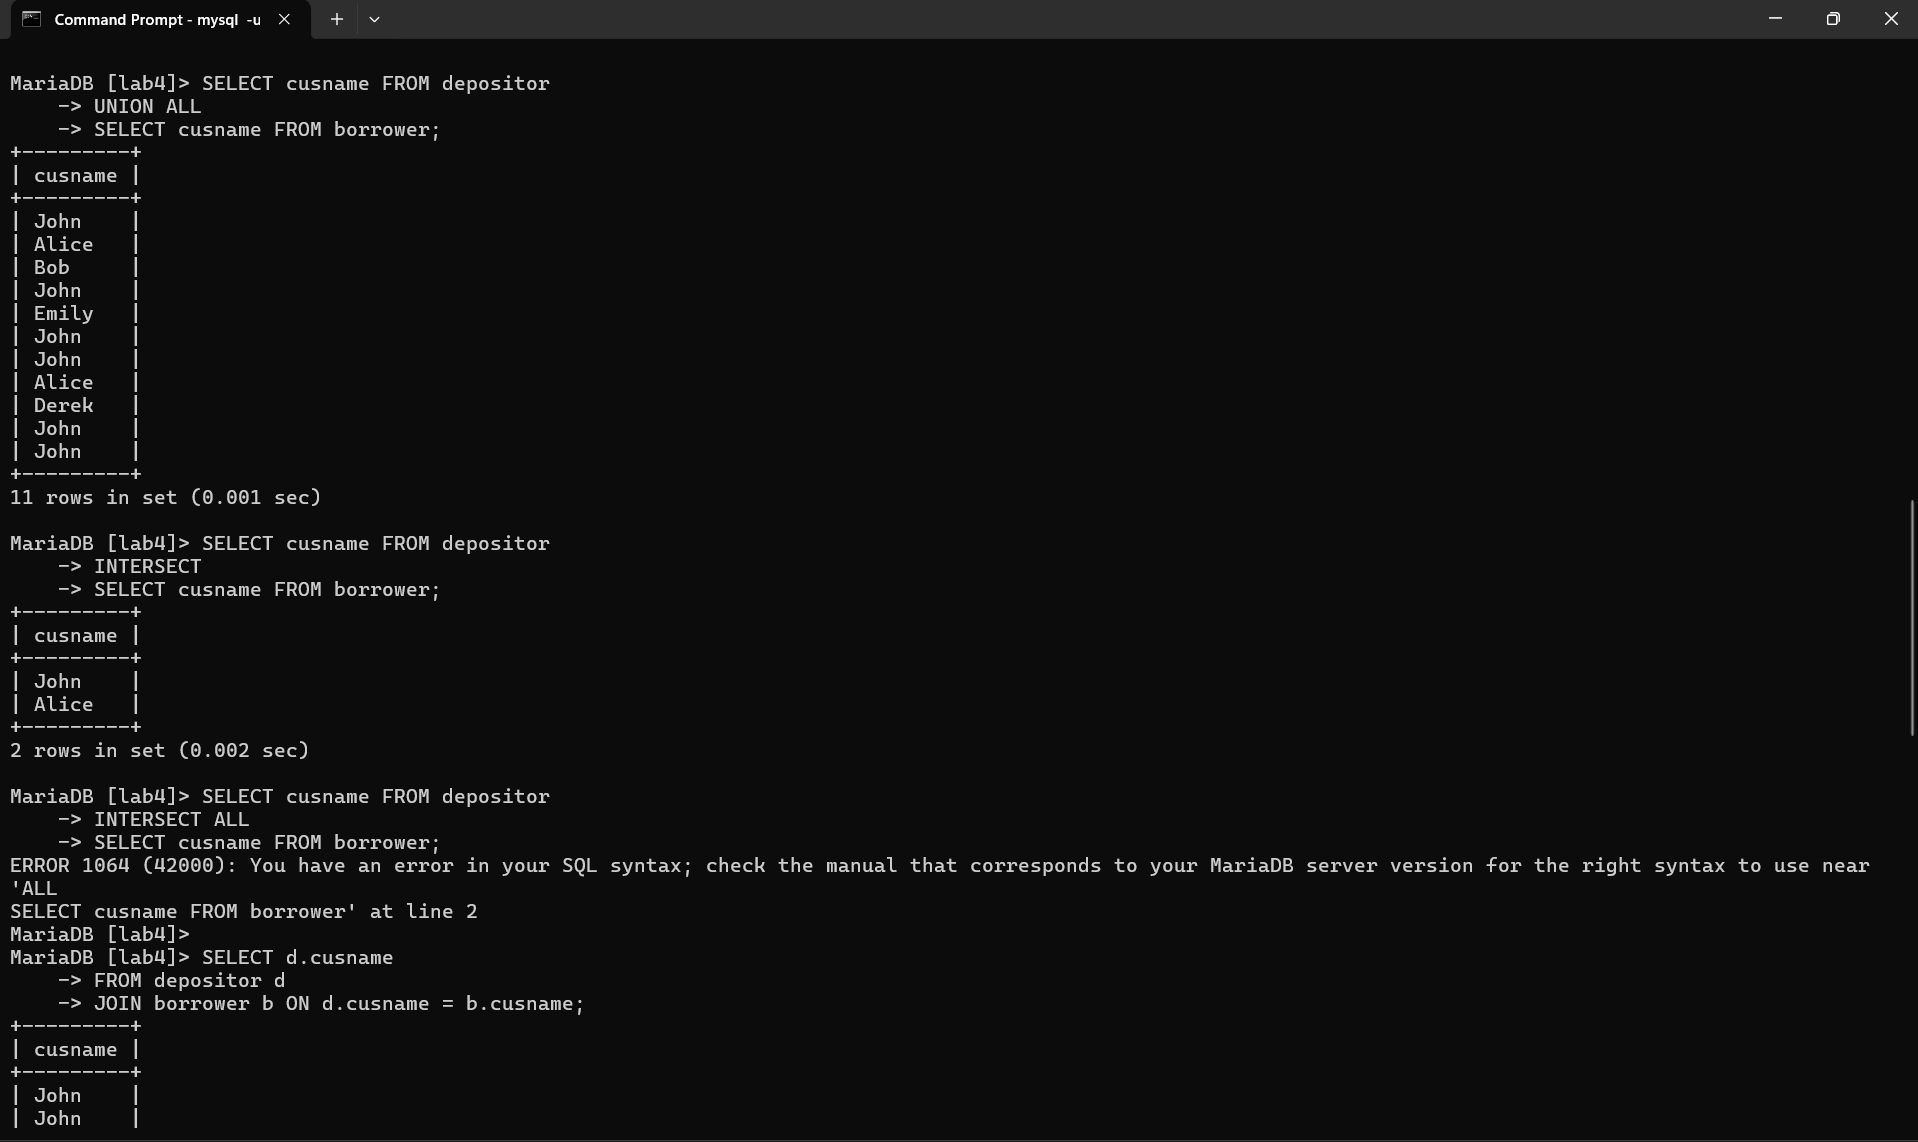 Command Prompt - mysql -u
MariaDB [lab4]> SELECT cusname FROM depositor
    -> UNION ALL
    -> SELECT cusname FROM borrower;
+---------+
| cusname |
+---------+
| John    |
| Alice   |
| Bob     |
| John    |
| Emily   |
| John    |
| John    |
| Alice   |
| Derek   |
| John    |
| John    |
+---------+
11 rows in set (0.001 sec)

MariaDB [lab4]> SELECT cusname FROM depositor
    -> INTERSECT
    -> SELECT cusname FROM borrower;
+---------+
| cusname |
+---------+
| John    |
| Alice   |
+---------+
2 rows in set (0.002 sec)

MariaDB [lab4]> SELECT cusname FROM depositor
    -> INTERSECT ALL
    -> SELECT cusname FROM borrower;
ERROR 1064 (42000): You have an error in your SQL syntax; check the manual that corresponds to your MariaDB server version for the right syntax to use near
'ALL
SELECT cusname FROM borrower' at line 2
MariaDB [lab4]>
MariaDB [lab4]> SELECT d.cusname
    -> FROM depositor d
    -> JOIN borrower b ON d.cusname = b.cusname;
+---------+
| cusname |
+---------+
| John    |
| John    |